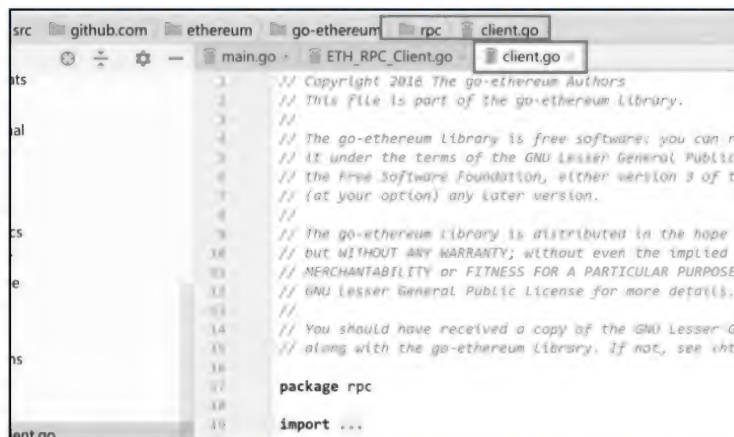 src github.com ethereum go-ethereum rpc client.go
main.go ETH_RPC_Client.go client.go
1 // Copyright 2016 The go-ethereum Authors
2 // This file is part of the go-ethereum library.
3 //
4 // The go-ethereum library is free software: you can r
5 // it under the terms of the GNU Lesser General Public
6 // the Free Software Foundation, either version 3 of t
7 // (at your option) any later version.
8 //
9 // The go-ethereum library is distributed in the hope
10 // but WITHOUT ANY WARRANTY; without even the implied
11 // MERCHANTABILITY or FITNESS FOR A PARTICULAR PURPOSE
12 // GNU Lesser General Public License for more details.
13 //
14 // You should have received a copy of the GNU Lesser G
15 // along with the go-ethereum library. If not, see <ht
16
17 package rpc
18
19 import ...
ient.go